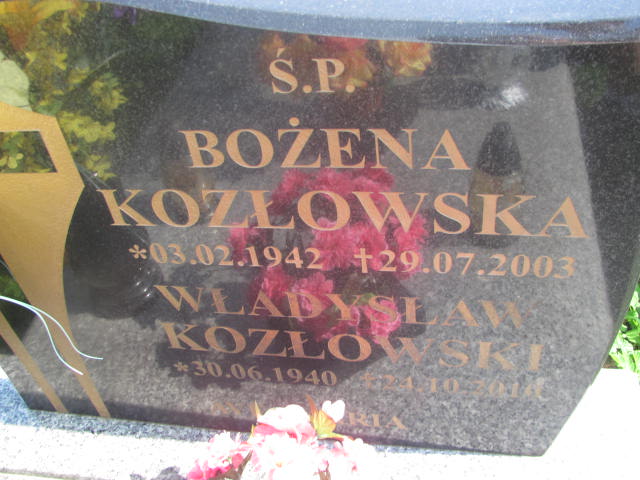 Ś.P.
BOŻENA
KOZŁOWSKA
*03.02.1942 †29.07.2003
WŁADYSŁAW
KOZŁOWSKI
*30.06.1940